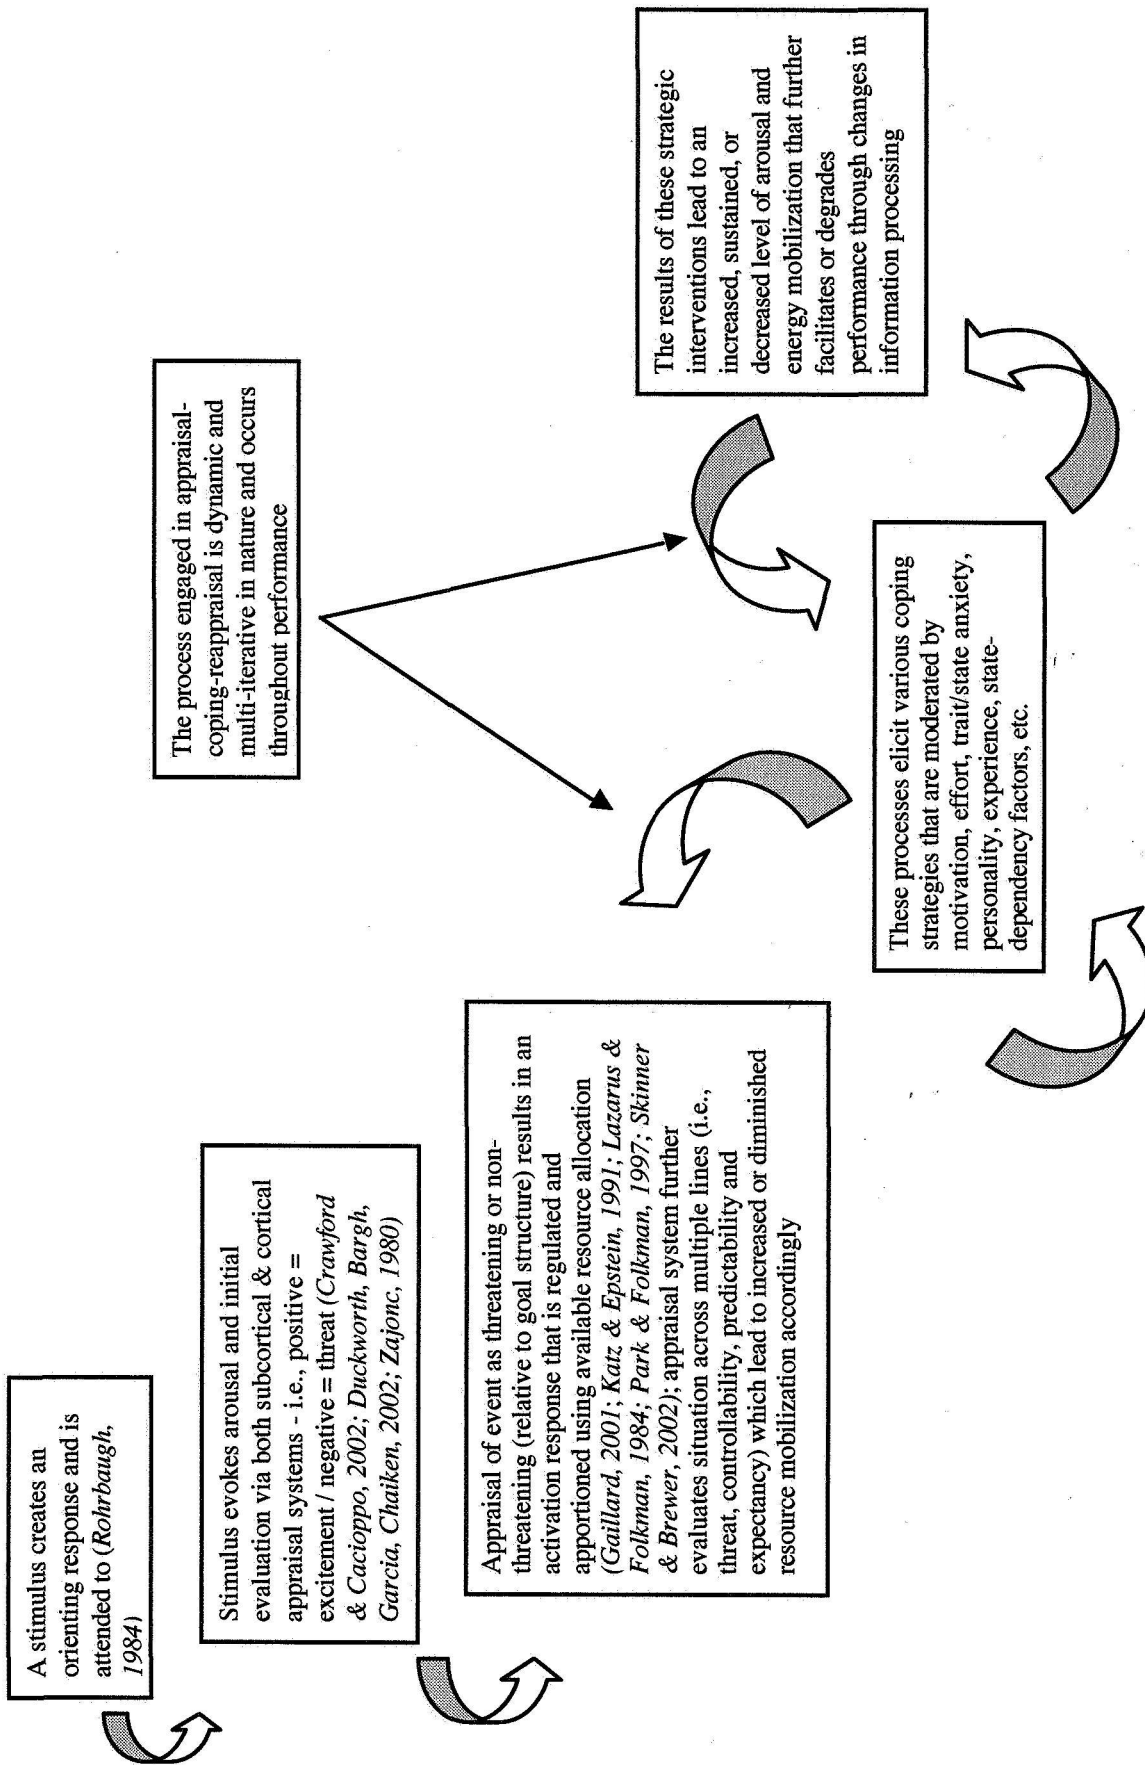 A stimulus creates an
orienting response and is
attended to (Rohrbaugh,
1984)
Stimulus evokes arousal and initial
evaluation via both subcortical & cortical
appraisal systems - i.e., positive =
excitement / negative = threat (Crawford
& Cacioppo, 2002; Duckworth, Bargh,
Garcia, Chaiken, 2002; Zajonc, 1980)
Appraisal of event as threatening or non-
threatening (relative to goal structure) results in an
activation response that is regulated and
apportioned using available resource allocation
(Gaillard, 2001; Katz & Epstein, 1991; Lazarus &
Folkman, 1984; Park & Folkman, 1997; Skinner
& Brewer, 2002); appraisal system further
evaluates situation across multiple lines (i.e.,
threat, controllability, predictability and
expectancy) which lead to increased or diminished
resource mobilization accordingly
The process engaged in appraisal-
coping-reappraisal is dynamic and
multi-iterative in nature and occurs
throughout performance
These processes elicit various coping
strategies that are moderated by
motivation, effort, trait/state anxiety,
personality, experience, state-
dependency factors, etc.
The results of these strategic
interventions lead to an
increased, sustained, or
decreased level of arousal and
energy mobilization that further
facilitates or degrades
performance through changes in
information processing